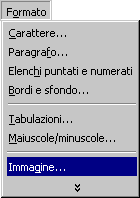 Formato
Carattere...
Paragrafo...
Elenchi puntati e numerati
Bordi e sfondo...
Tabulazioni...
Maiuscole/minuscole...
Immagine...